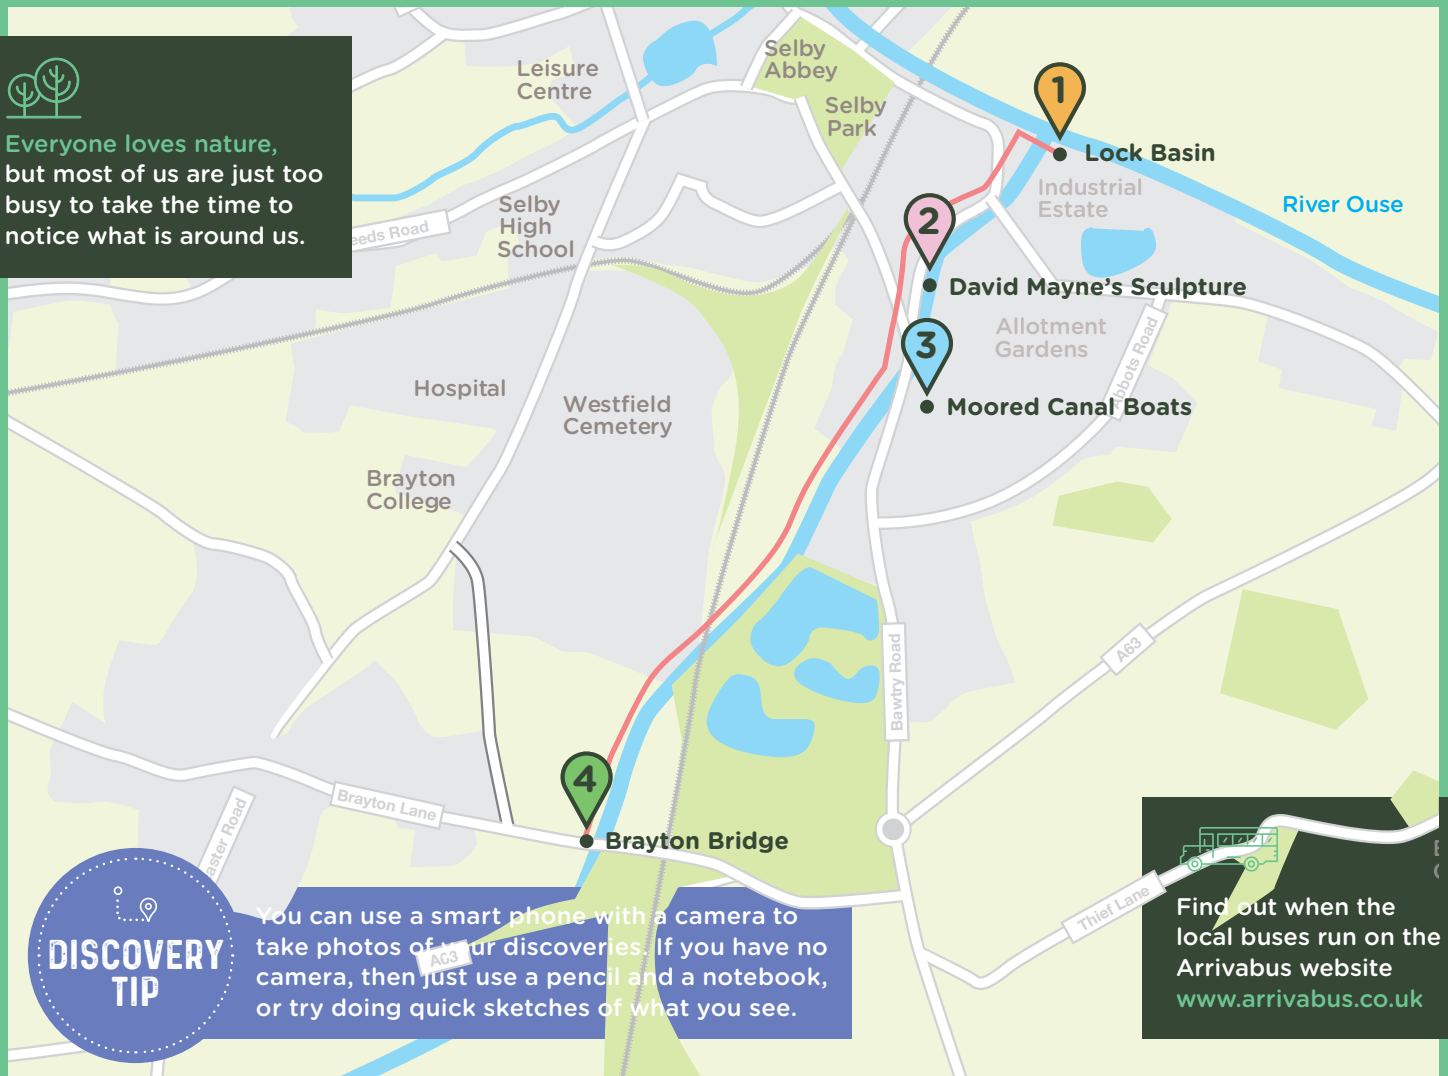 Everyone loves nature,
but most of us are just too
busy to take the time to
notice what is around us.
Leisure
Centre
Selby
Abbey
Selby
Park
1
Lock Basin
Industrial
Estate
River Ouse
Selby
High
School
eeds Road
2
David Mayne's Sculpture
Allotment
Gardens
3
Abbots Road
Moored Canal Boats
Hospital
Westfield
Cemetery
Brayton
College
A63
Bawtry Road
4
Brayton Bridge
Brayton Lane
aster Road
Thief Lane
DISCOVERY
TIP
A63
You can use a smart phone with a camera to
take photos of your discoveries. If you have no
camera, then just use a pencil and a notebook,
or try doing quick sketches of what you see.
Find out when the
local buses run on the
Arrivabus website
www.arrivabus.co.uk